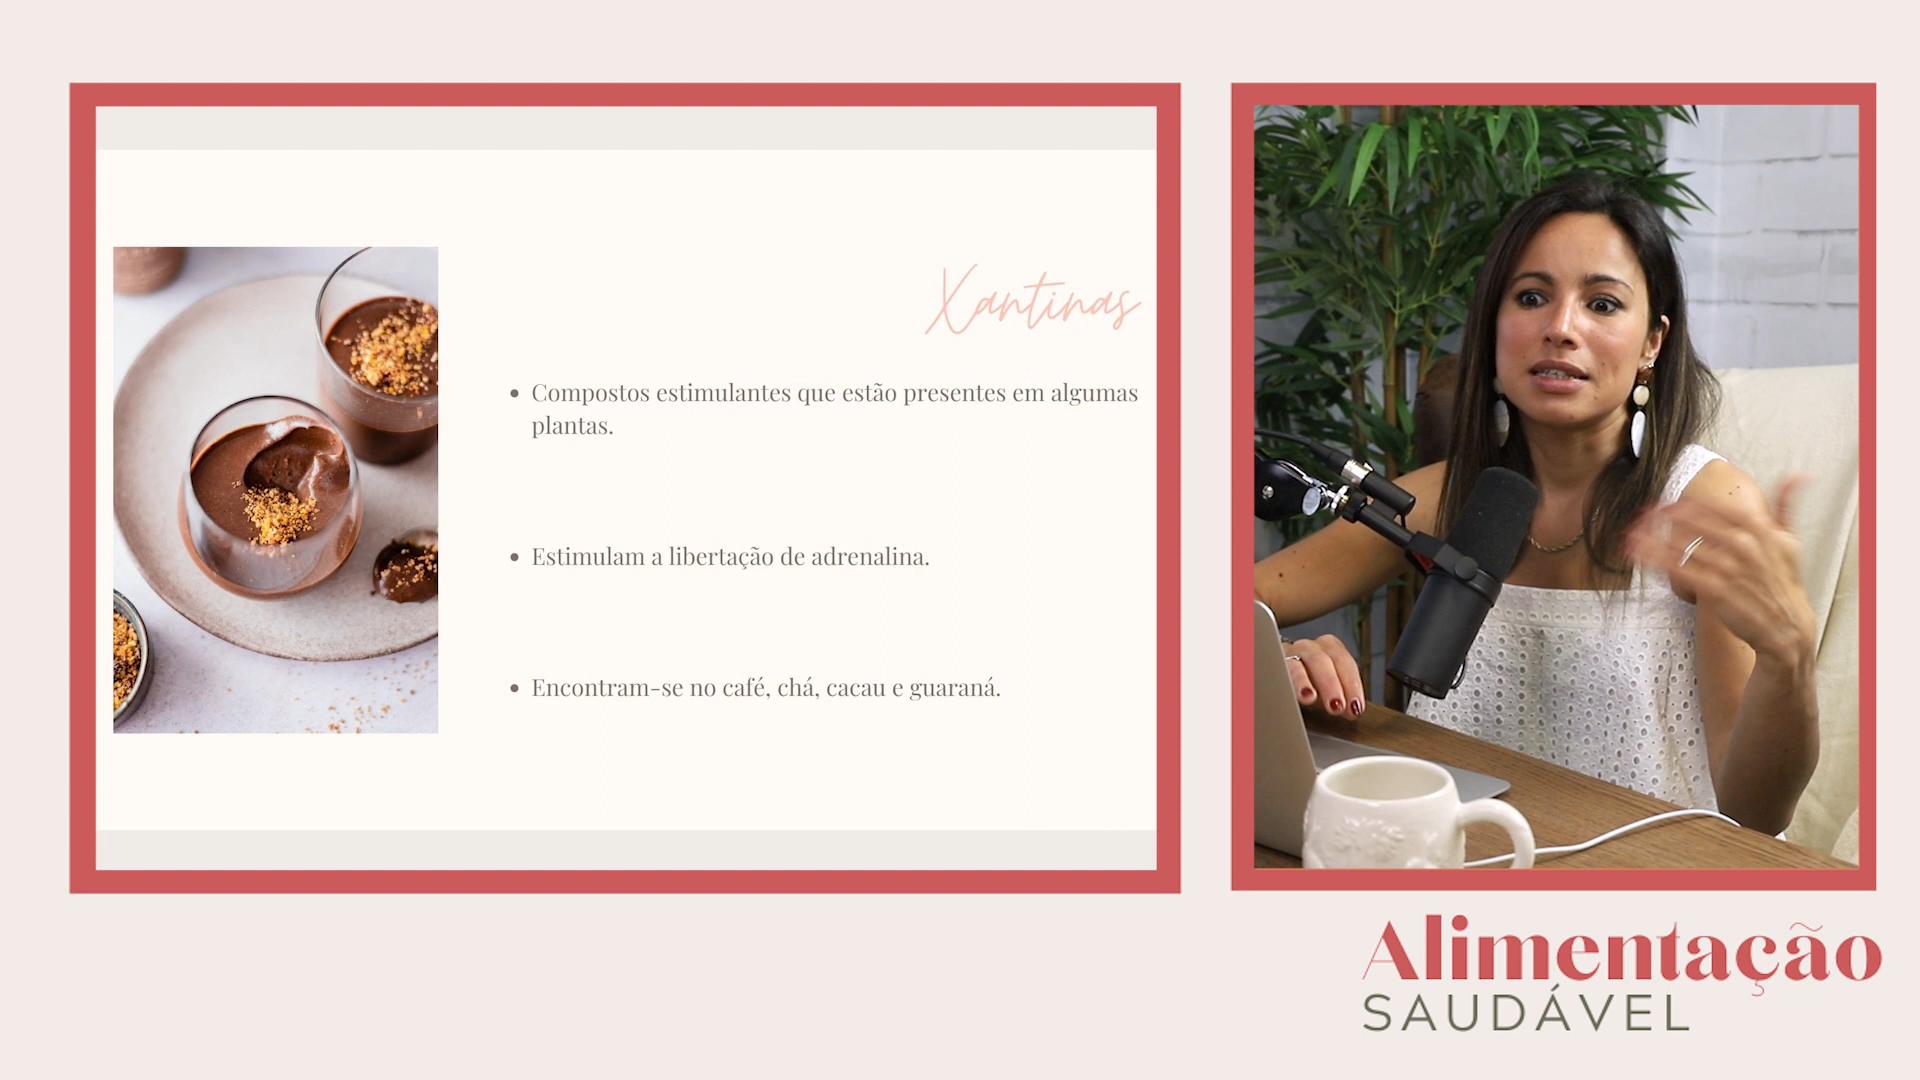 Xantinas
Compostos estimulantes que estão presentes em algumas
plantas.
Estimulam a libertação de adrenalina.
Encontram-se no café, chá, cacau e guaraná.
Alimentação
SAUDÁVEL